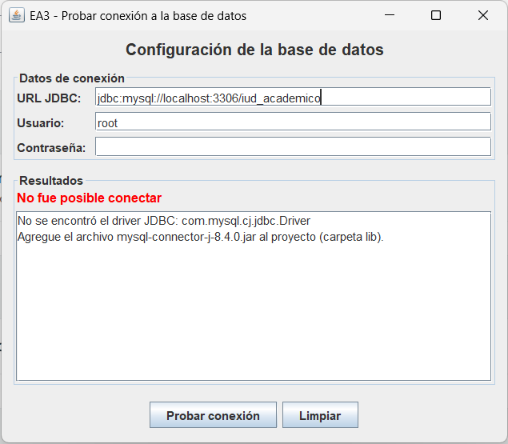 EA3 - Probar conexión a la base de datos
Configuración de la base de datos
Datos de conexión
URL JDBC: jdbc:mysql://localhost:3306/iud_academico
Usuario: root
Contraseña:
Resultados
No fue posible conectar
No se encontró el driver JDBC: com.mysql.cj.jdbc.Driver
Agregue el archivo mysql-connector-j-8.4.0.jar al proyecto (carpeta lib).
Probar conexión Limpiar